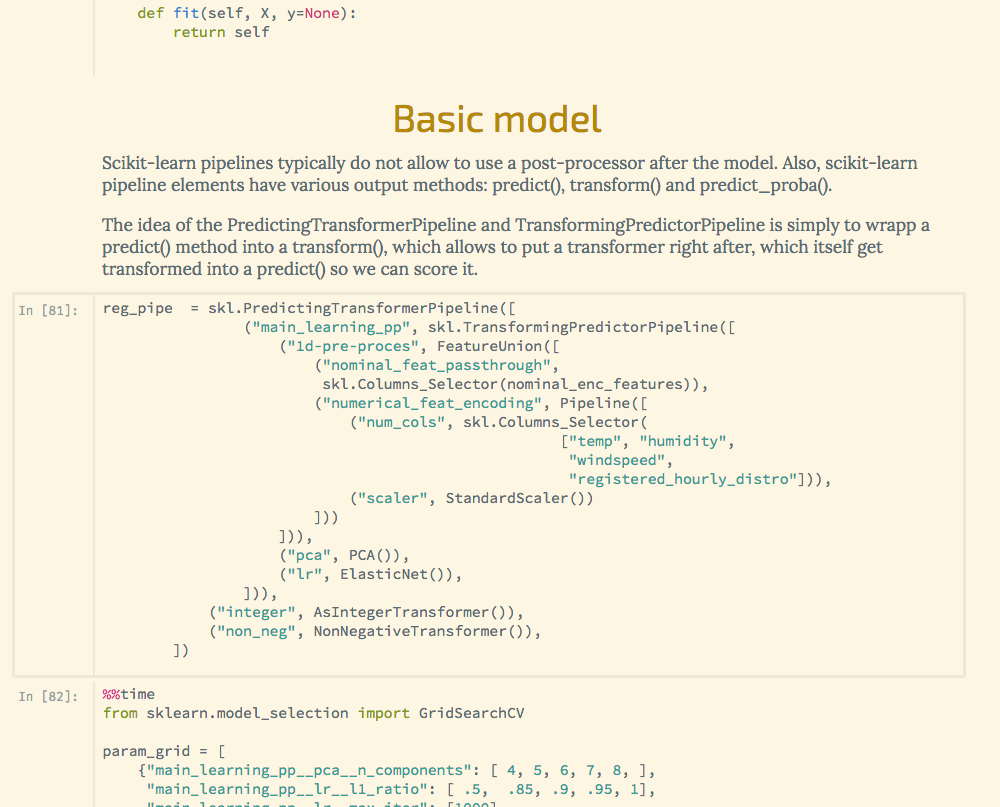 def fit(self, X, y=None):
return self
Basic model
Scikit-learn pipelines typically do not allow to use a post-processor after the model. Also, scikit-learn
pipeline elements have various output methods: predict(), transform() and predict_proba().
The idea of the PredictingTransformerPipeline and TransformingPredictorPipeline is simply to wrapp a
predict() method into a transform(), which allows to put a transformer right after, which itself get
transformed into a predict() so we can score it.
In [81]: reg_pipe  = skl.PredictingTransformerPipeline([
("main_learning_pp", skl.TransformingPredictorPipeline([
("1d-pre-proces", FeatureUnion([
("nominal_feat_passthrough",
skl.Columns_Selector(nominal_enc_features)),
("numerical_feat_encoding", Pipeline([
("num_cols", skl.Columns_Selector(
["temp", "humidity",
"windspeed",
"registered_hourly_distro"])),
("scaler", StandardScaler())
]))
])),
("pca", PCA()),
("lr", ElasticNet()),
])),
("integer", AsIntegerTransformer()),
("non_neg", NonNegativeTransformer()),
])
In [82]: %%time
from sklearn.model_selection import GridSearchCV
param_grid = [
{"main_learning_pp__pca__n_components": [ 4, 5, 6, 7, 8, ],
"main_learning_pp__lr__l1_ratio": [ .5,  .85, .9, .95, 1],
"main_learning_pp__lr__max_iter": [1000]